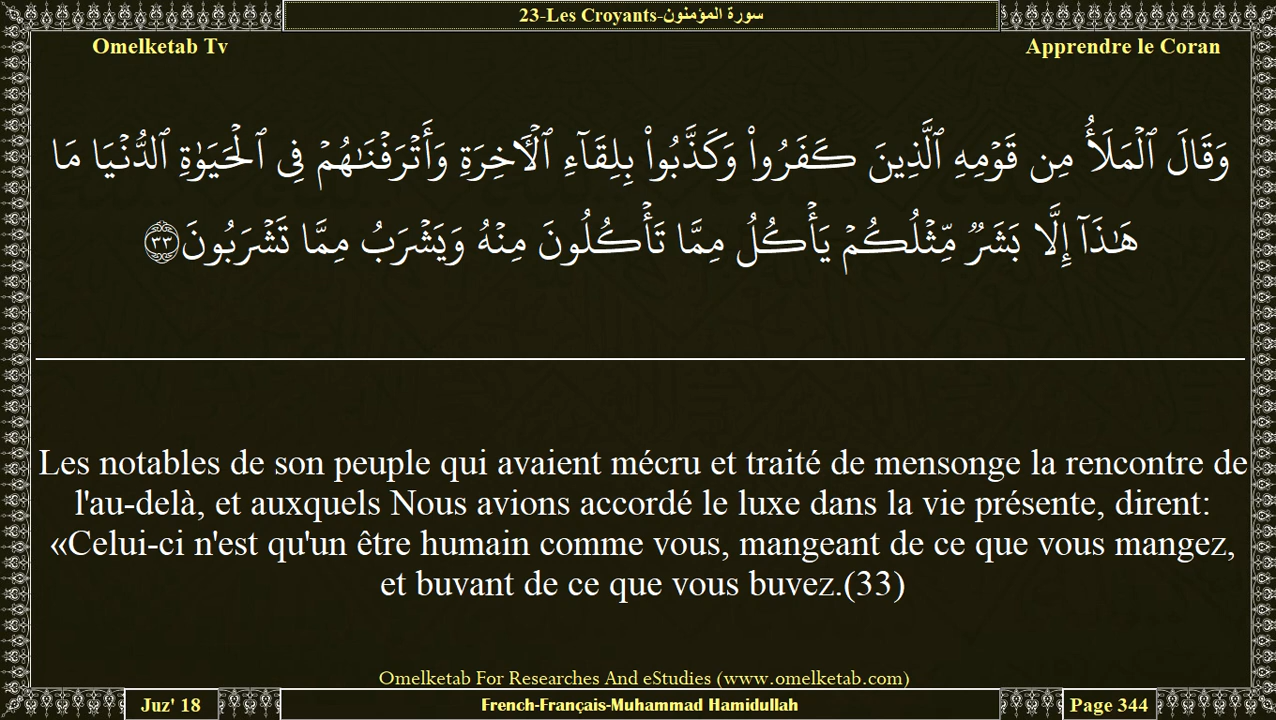 23-Les Croyants-سورة المؤمنون
Omelketab Tv
Apprendre le Coran
وَقَالَ ٱلْمَلَأُ مِن قَوْمِهِ ٱلَّذِينَ كَفَرُوا۟ وَكَذَّبُوا۟ بِلِقَآءِ ٱلْـَٔاخِرَةِ وَأَتْرَفْنَـٰهُمْ فِى ٱلْحَيَوٰةِ ٱلدُّنْيَا مَا
هَـٰذَآ إِلَّا بَشَرٌ مِّثْلُكُمْ يَأْكُلُ مِمَّا تَأْكُلُونَ مِنْهُ وَيَشْرَبُ مِمَّا تَشْرَبُونَ ٣٣
Les notables de son peuple qui avaient mécru et traité de mensonge la rencontre de
l'au-delà, et auxquels Nous avions accordé le luxe dans la vie présente, dirent:
«Celui-ci n'est qu'un être humain comme vous, mangeant de ce que vous mangez,
et buvant de ce que vous buvez.(33)
Omelketab For Researches And eStudies (www.omelketab.com)
Juz' 18
French-Français-Muhammad Hamidullah
Page 344